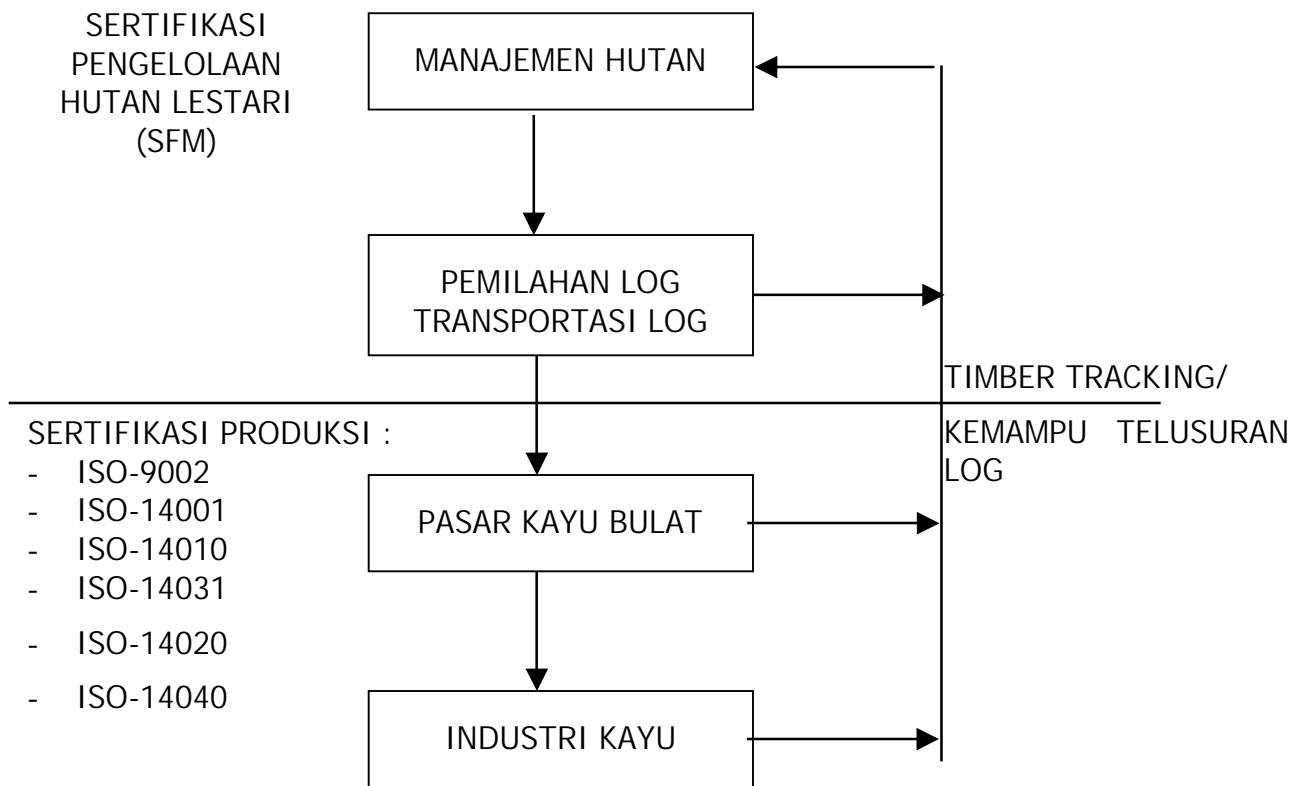 SERTIFIKASI
PENGELOLAAN
HUTAN LESTARI
(SFM)
MANAJEMEN HUTAN
PEMILAHAN LOG
TRANSPORTASI LOG
TIMBER TRACKING/
KEMAMPU TELUSURAN
LOG
SERTIFIKASI PRODUKSI :
- ISO-9002
- ISO-14001
- ISO-14010
- ISO-14031
- ISO-14020
- ISO-14040
PASAR KAYU BULAT
INDUSTRI KAYU